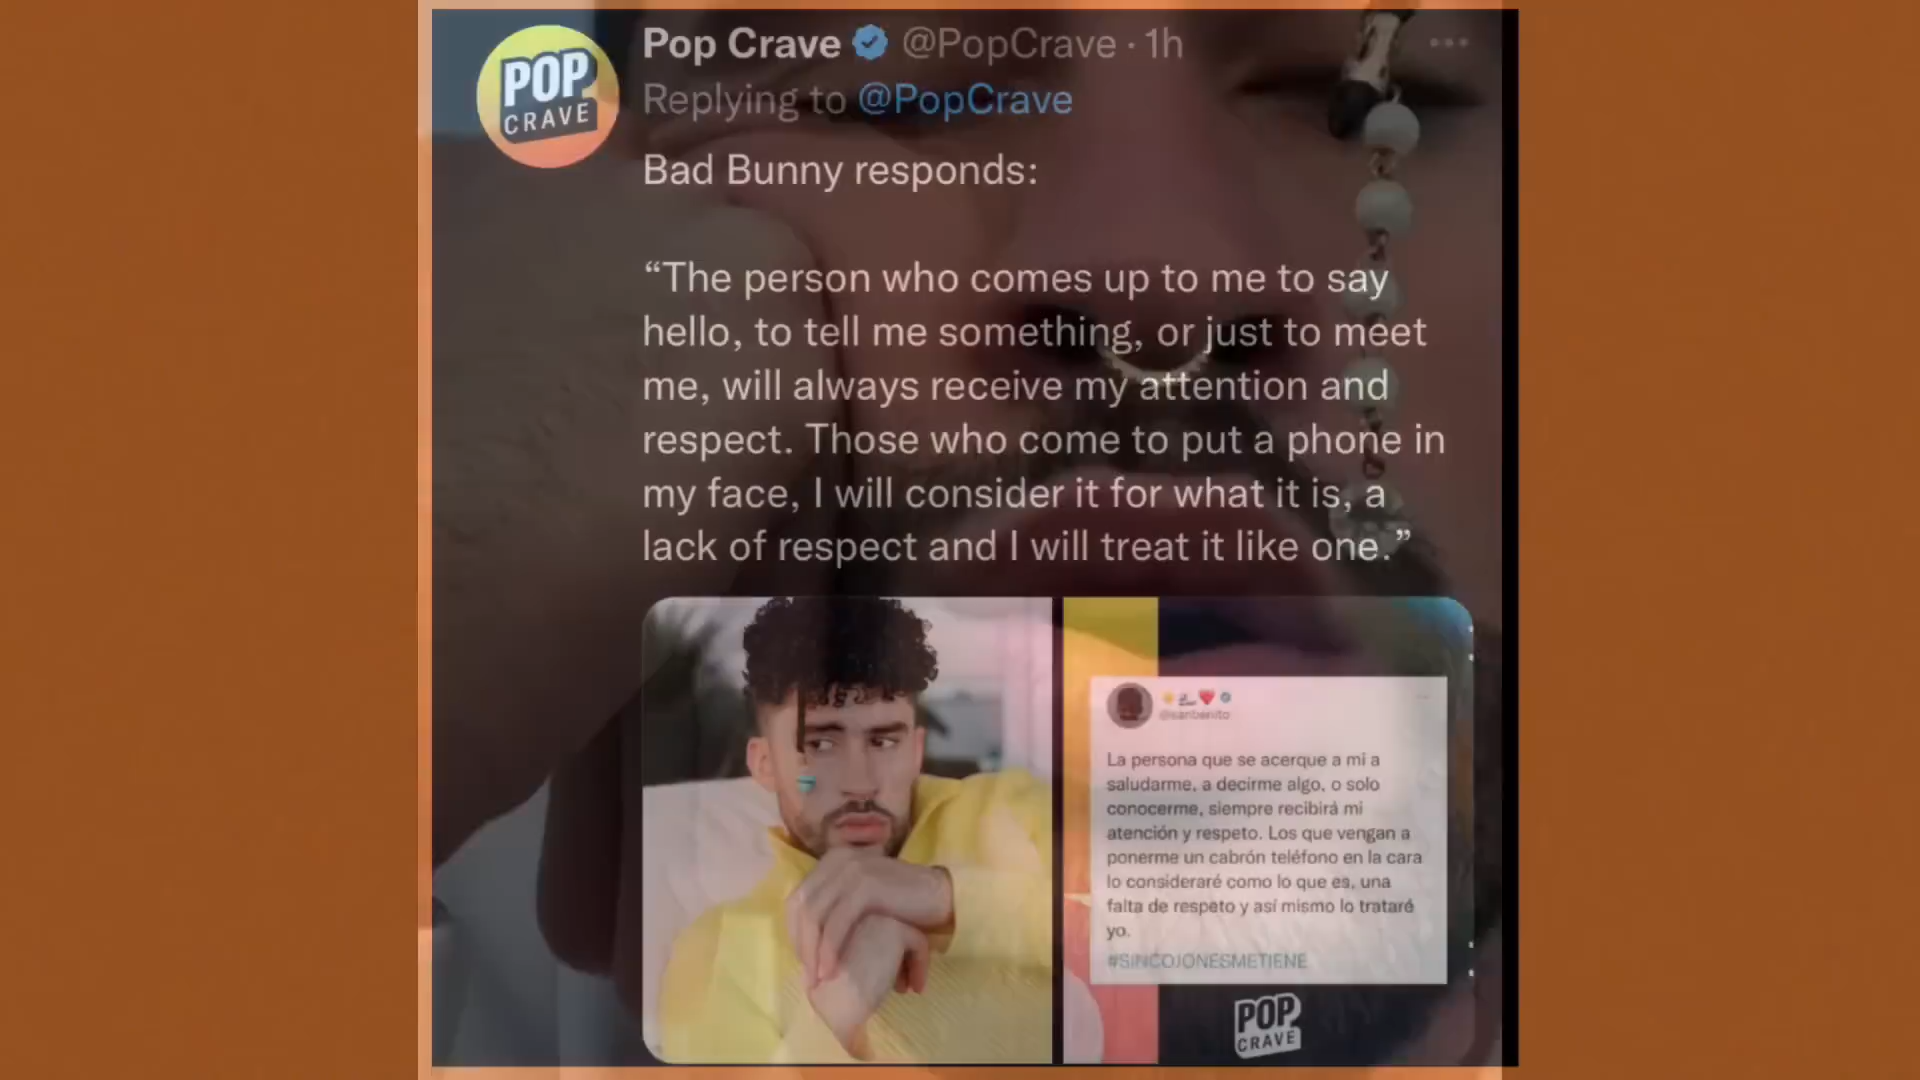 POP
CRAVE
Pop Crave @PopCrave · 1h
Replying to @PopCrave
Bad Bunny responds:
“The person who comes up to me to say
hello, to tell me something, or just to meet
me, will always receive my attention and
respect. Those who come to put a phone in
my face, I will consider it for what it is, a
lack of respect and I will treat it like one.”
@sanbenito
La persona que se acerque a mi a
saludarme, a decirme algo, o solo
conocerme, siempre recibirá mi
atención y respeto. Los que vengan a
ponerme un cabrón teléfono en la cara
lo consideraré como lo que es, una
falta de respeto y así mismo lo trataré
yo.
#SINCOJONESMETIENE
POP
CRAVE